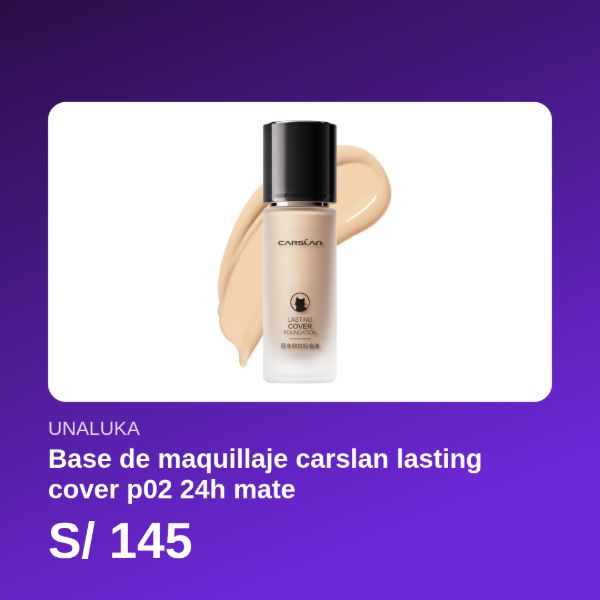 CARSLAN
LASTING
COVER
FOUNDATION
UNALUKA
Base de maquillaje carslan lasting
cover p02 24h mate
S/ 145